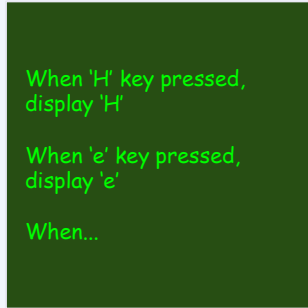 When ‘H’ key pressed,
display ‘H’
When ‘e’ key pressed,
display ‘e’
When...